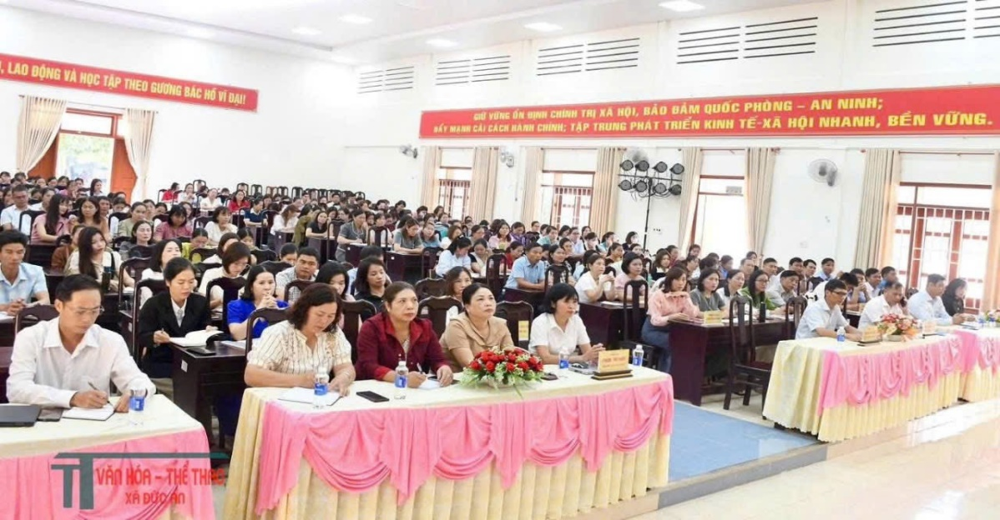 , LAO ĐỘNG VÀ HỌC TẬP THEO GƯƠNG BÁC HỒ VĨ ĐẠI!
GIỮ VỮNG ỔN ĐỊNH CHÍNH TRỊ XÃ HỘI, BẢO ĐẢM QUỐC PHÒNG – AN NINH;
ĐẨY MẠNH CẢI CÁCH HÀNH CHÍNH; TẬP TRUNG PHÁT TRIỂN KINH TẾ-XÃ HỘI NHANH, BỀN VỮNG.
VĂN HÓA – THỂ THAO
XÃ ĐỨC AN